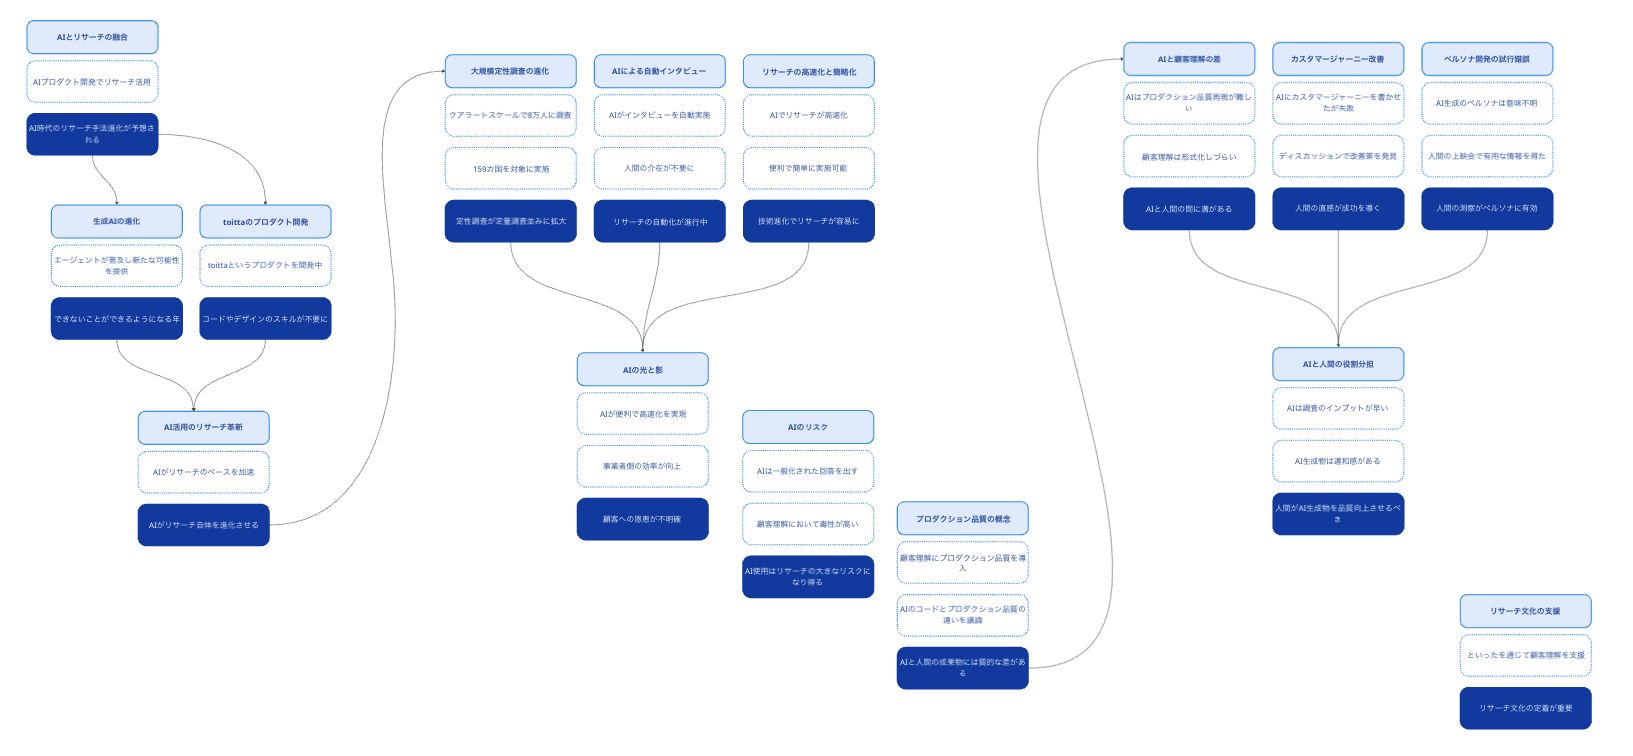 AIとリサーチの融合
AIプロダクト開発でリサーチ活用
AI時代のリサーチ手法進化が予想さ
れる
生成AIの進化
エージェントが普及し新たな可能性
を提供
できないことができるようになる年
toittaのプロダクト開発
toittaというプロダクトを開発中
コードやデザインのスキルが不要に
AI活用のリサーチ革新
AIがリサーチのペースを加速
AIがリサーチ自体を進化させる
大規模定性調査の進化
クアラートスケールで8万人に調査
159カ国を対象に実施
定性調査が定量調査並みに拡大
AIによる自動インタビュー
AIがインタビューを自動実施
人間の介在が不要に
リサーチの自動化が進行中
リサーチの高速化と簡略化
AIでリサーチが高速化
便利で簡単に実施可能
技術進化でリサーチが容易に
AIの光と影
AIが便利で高速化を実現
事業者側の効率が向上
顧客への恩恵が不明確
AIのリスク
AIは一般化された回答を出す
顧客理解において毒性が高い
AI使用はリサーチの大きなリスクに
なり得る
プロダクション品質の概念
顧客理解にプロダクション品質を導
入
AIのコードとプロダクション品質の
違いを議論
AIと人間の成果物には質的な差があ
る
AIと顧客理解の差
AIはプロダクション品質再現が難し
い
顧客理解は形式化しづらい
AIと人間の間に溝がある
カスタマージャーニー改善
AIにカスタマージャーニーを書かせ
たが失敗
ディスカッションで改善策を発見
人間の直感が成功を導く
ペルソナ開発の試行錯誤
AI生成のペルソナは意味不明
人間の上映会で有用な情報を得た
人間の洞察がペルソナに有効
AIと人間の役割分担
AIは調査のインプットが早い
AI生成物は違和感がある
人間がAI生成物を品質向上させるべ
き
リサーチ文化の支援
といったを通じて顧客理解を支援
リサーチ文化の定着が重要